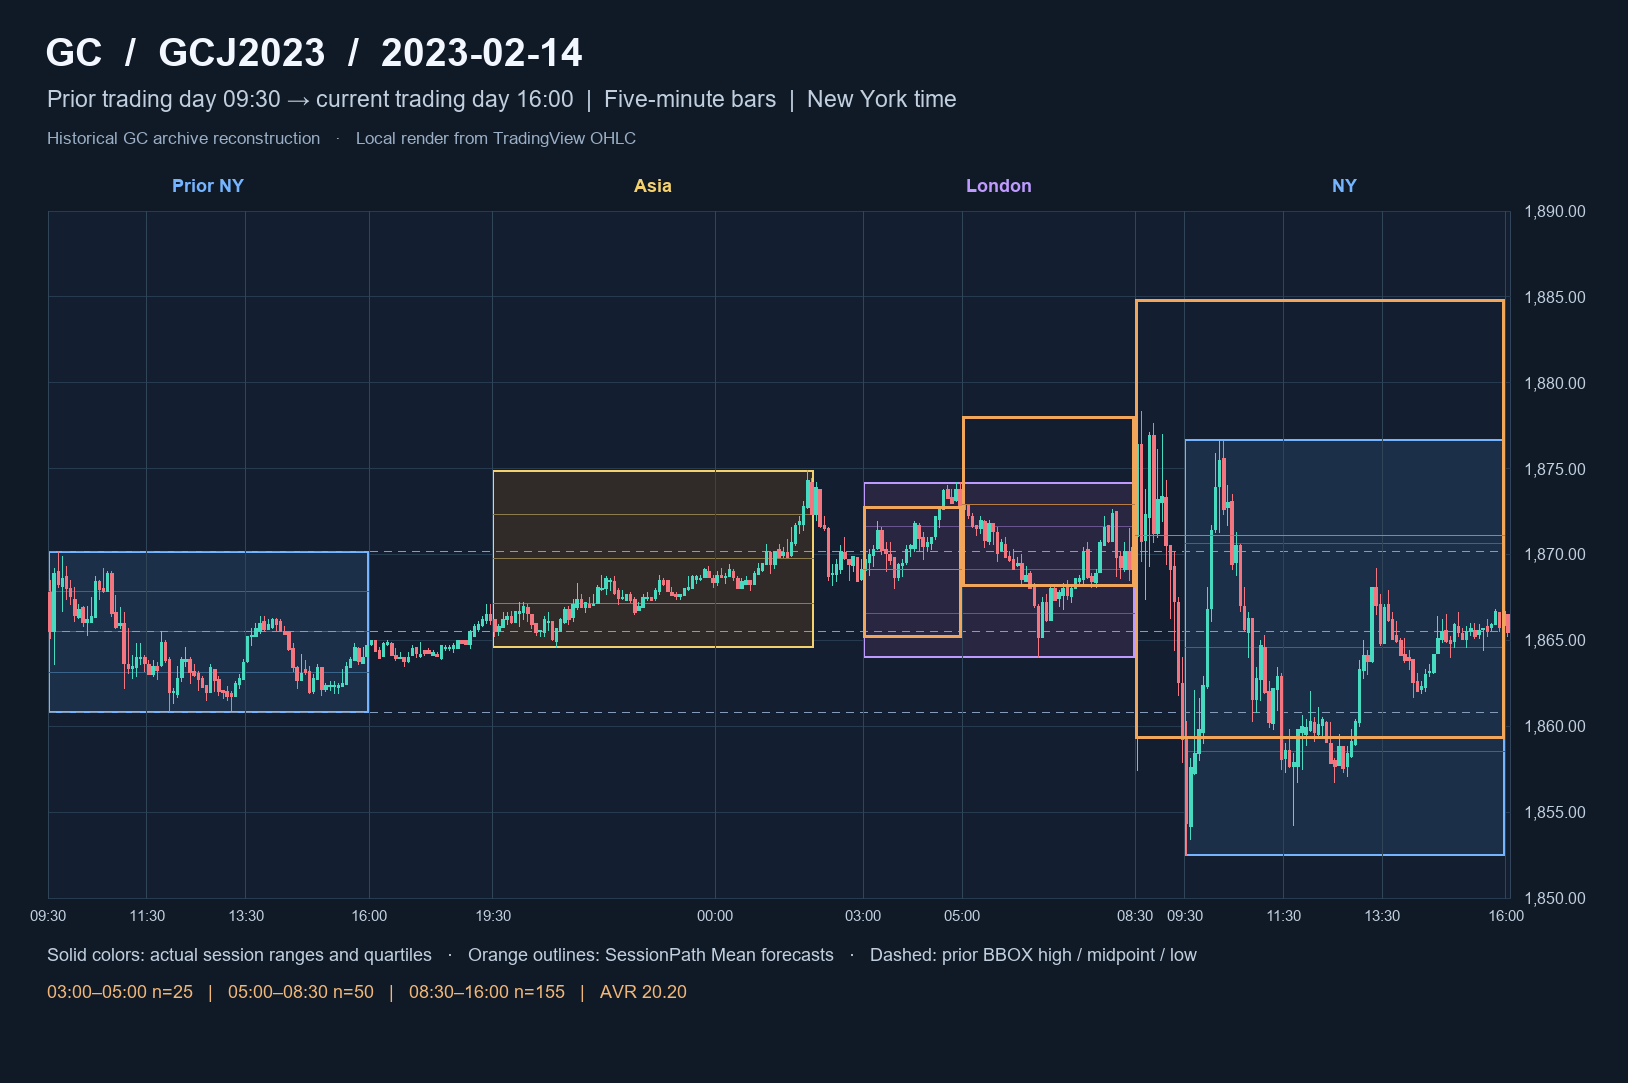 GC / GCJ2023 / 2023-02-14
Prior trading day 09:30 → current trading day 16:00 | Five-minute bars | New York time
Historical GC archive reconstruction · Local render from TradingView OHLC
Prior NY Asia London NY
1,890.00
1,885.00
1,880.00
1,875.00
1,870.00
1,865.00
1,860.00
1,855.00
1,850.00
09:30 11:30 13:30 16:00 19:30 00:00 03:00 05:00 08:30 09:30 11:30 13:30 16:00
Solid colors: actual session ranges and quartiles · Orange outlines: SessionPath Mean forecasts · Dashed: prior BBOX high / midpoint / low
03:00–05:00 n=25 | 05:00–08:30 n=50 | 08:30–16:00 n=155 | AVR 20.20